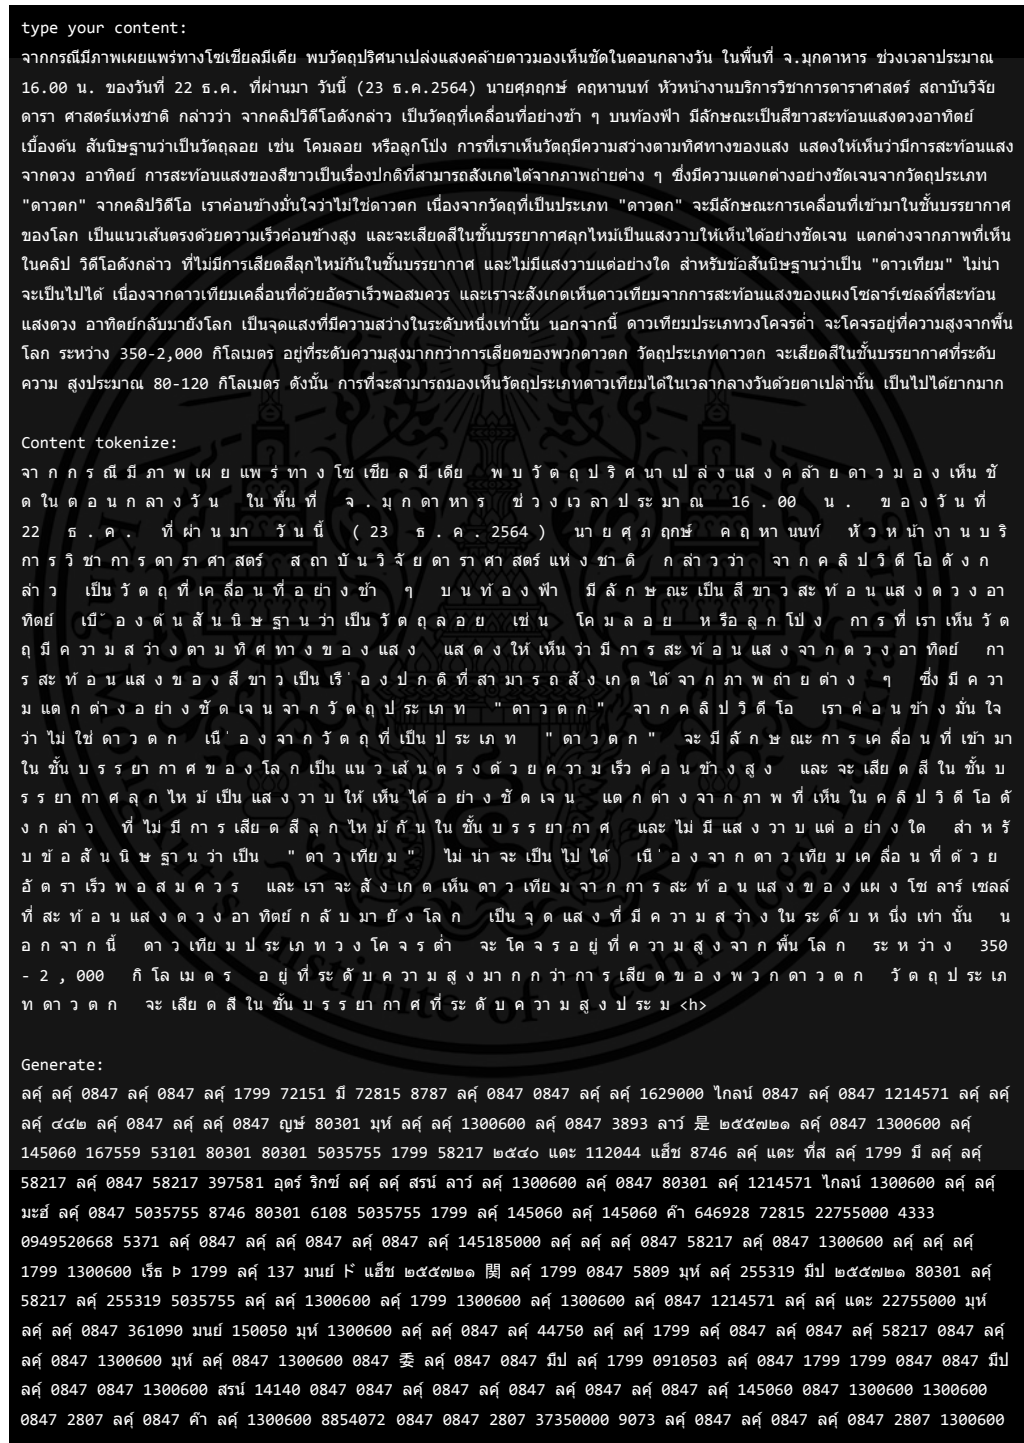 type your content:
จากกรณีมีภาพเผยแพร่ทางโซเชียลมีเดีย พบวัตถุปริศนาเปล่งแสงคล้ายดาวมองเห็นชัดในตอนกลางวัน ในพื้นที่ จ.มุกดาหาร ช่วงเวลาประมาณ
16.00 น. ของวันที่ 22 ธ.ค. ที่ผ่านมา วันนี้ (23 ธ.ค.2564) นายศุภฤกษ์ คฤหานนท์ หัวหน้างานบริการวิชาการดาราศาสตร์ สถาบันวิจัย
ดารา ศาสตร์แห่งชาติ กล่าวว่า จากคลิปวิดีโอดังกล่าว เป็นวัตถุที่เคลื่อนที่อย่างช้า ๆ บนท้องฟ้า มีลักษณะเป็นสีขาวสะท้อนแสงดวงอาทิตย์
เบื้องต้น สันนิษฐานว่าเป็นวัตถุลอย เช่น โคมลอย หรือลูกโป่ง การที่เราเห็นวัตถุมีความสว่างตามทิศทางของแสง แสดงให้เห็นว่ามีการสะท้อนแสง
จากดวง อาทิตย์ การสะท้อนแสงของสีขาวเป็นเรื่องปกติที่สามารถสังเกตได้จากภาพถ่ายต่าง ๆ ซึ่งมีความแตกต่างอย่างชัดเจนจากวัตถุประเภท
"ดาวตก" จากคลิปวิดีโอ เราค่อนข้างมั่นใจว่าไม่ใช่ดาวตก เนื่องจากวัตถุที่เป็นประเภท "ดาวตก" จะมีลักษณะการเคลื่อนที่เข้ามาในชั้นบรรยากาศ
ของโลก เป็นแนวเส้นตรงด้วยความเร็วค่อนข้างสูง และจะเสียดสีในชั้นบรรยากาศลุกไหม้เป็นแสงวาบให้เห็นได้อย่างชัดเจน แตกต่างจากภาพที่เห็น
ในคลิป วิดีโอดังกล่าว ที่ไม่มีการเสียดสีลุกไหม้กันในชั้นบรรยากาศ และไม่มีแสงวาบแต่อย่างใด สำหรับข้อสันนิษฐานว่าเป็น "ดาวเทียม" ไม่น่า
จะเป็นไปได้ เนื่องจากดาวเทียมเคลื่อนที่ด้วยอัตราเร็วพอสมควร และเราจะสังเกตเห็นดาวเทียมจากการสะท้อนแสงของแผงโซลาร์เซลล์ที่สะท้อน
แสงดวง อาทิตย์กลับมายังโลก เป็นจุดแสงที่มีความสว่างในระดับหนึ่งเท่านั้น นอกจากนี้ ดาวเทียมประเภทวงโคจรต่ำ จะโคจรอยู่ที่ความสูงจากพื้น
โลก ระหว่าง 350-2,000 กิโลเมตร อยู่ที่ระดับความสูงมากกว่าการเสียดของพวกดาวตก วัตถุประเภทดาวตก จะเสียดสีในชั้นบรรยากาศที่ระดับ
ความ สูงประมาณ 80-120 กิโลเมตร ดังนั้น การที่จะสามารถมองเห็นวัตถุประเภทดาวเทียมได้ในเวลากลางวันด้วยตาเปล่านั้น เป็นไปได้ยากมาก
Content tokenize:
จา ก ก ร ณี มี ภา พ เผ ย แพ ร่ ทา ง โซ เชีย ล มี เดีย พ บ วั ต ถุ ป ริ ศ นา เป ล่ ง แส ง ค ล้า ย ดา ว ม อ ง เห็น ชั
ด ใน ต อ น ก ลา ง วั น ใน พื้น ที่ จ . มุ ก ดา หา ร ช่ ว ง เว ลา ป ระ มา ณ 16 . 00 น . ข อ ง วั น ที่
22 ธ . ค . ที่ ผ่า น มา วั น นี้ ( 23 ธ . ค . 2564 ) นา ย ศุ ภ ฤกษ์ ค ฤ หา นนท์ หั ว ห น้า งา น บ ริ
กา ร วิ ชา กา ร ดา รา ศา สตร์ ส ถา บั น วิ จั ย ดา รา ศา สตร์ แห่ ง ชา ติ ก ล่า ว ว่า จา ก ค ลิ ป วิ ดี โอ ดั ง ก
ล่า ว เป็น วั ต ถุ ที่ เค ลื่อ น ที่ อ ย่า ง ช้า ๆ บ น ท้ อ ง ฟ้า มี ลั ก ษ ณะ เป็น สี ขา ว สะ ท้ อ น แส ง ด ว ง อา
ทิตย์ เบื ้ อ ง ต้ น สั น นิ ษ ฐา น ว่า เป็น วั ต ถุ ล อ ย เช่ น โค ม ล อ ย ห รือ ลู ก โป่ ง กา ร ที่ เรา เห็น วั ต
ถุ มี ค วา ม ส ว่า ง ตา ม ทิ ศ ทา ง ข อ ง แส ง แส ด ง ให้ เห็น ว่า มี กา ร สะ ท้ อ น แส ง จา ก ด ว ง อา ทิตย์ กา
ร สะ ท้ อ น แส ง ข อ ง สี ขา ว เป็น เรื ่ อ ง ป ก ติ ที่ สา มา ร ถ สั ง เก ต ได้ จา ก ภา พ ถ่า ย ต่า ง ๆ ซึ่ง มี ค วา
ม แต ก ต่า ง อ ย่า ง ชั ด เจ น จา ก วั ต ถุ ป ระ เภ ท " ดา ว ต ก " จา ก ค ลิ ป วิ ดี โอ เรา ค่ อ น ข้า ง มั่น ใจ
ว่า ไม่ ใช่ ดา ว ต ก เนื ่ อ ง จา ก วั ต ถุ ที่ เป็น ป ระ เภ ท " ดา ว ต ก " จะ มี ลั ก ษ ณะ กา ร เค ลื่อ น ที่ เข้า มา
ใน ชั้น บ ร ร ยา กา ศ ข อ ง โล ก เป็น แน ว เส้ น ต ร ง ด้ ว ย ค วา ม เร็ว ค่ อ น ข้า ง สู ง และ จะ เสีย ด สี ใน ชั้น บ
ร ร ยา กา ศ ลุ ก ไห ม้ เป็น แส ง วา บ ให้ เห็น ได้ อ ย่า ง ชั ด เจ น แต ก ต่า ง จา ก ภา พ ที่ เห็น ใน ค ลิ ป วิ ดี โอ ดั
ง ก ล่า ว ที่ ไม่ มี กา ร เสีย ด สี ลุ ก ไห ม้ กั น ใน ชั้น บ ร ร ยา กา ศ และ ไม่ มี แส ง วา บ แต่ อ ย่า ง ใด สำ ห รั
บ ข้ อ สั น นิ ษ ฐา น ว่า เป็น " ดา ว เทีย ม " ไม่ น่า จะ เป็น ไป ได้ เนื ่ อ ง จา ก ดา ว เทีย ม เค ลื่อ น ที่ ด้ ว ย
อั ต รา เร็ว พ อ ส ม ค ว ร และ เรา จะ สั ง เก ต เห็น ดา ว เทีย ม จา ก กา ร สะ ท้ อ น แส ง ข อ ง แผ ง โซ ลาร์ เซลล์
ที่ สะ ท้ อ น แส ง ด ว ง อา ทิตย์ ก ลั บ มา ยั ง โล ก เป็น จุ ด แส ง ที่ มี ค วา ม ส ว่า ง ใน ระ ดั บ ห นึ่ง เท่า นั้น น
อ ก จา ก นี้ ดา ว เทีย ม ป ระ เภ ท ว ง โค จ ร ต่ำ จะ โค จ ร อ ยู่ ที่ ค วา ม สู ง จา ก พื้น โล ก ระ ห ว่า ง 350
- 2 , 000 กิ โล เม ต ร อ ยู่ ที่ ระ ดั บ ค วา ม สู ง มา ก ก ว่า กา ร เสีย ด ข อ ง พ ว ก ดา ว ต ก วั ต ถุ ป ระ เภ
ท ดา ว ต ก จะ เสีย ด สี ใน ชั้น บ ร ร ยา กา ศ ที่ ระ ดั บ ค วา ม สู ง ป ระ ม <h>
Generate:
ลคุ์ ลคุ์ 0847 ลคุ์ 0847 ลคุ์ 1799 72151 มี 72815 8787 ลคุ์ 0847 0847 ลคุ์ ลคุ์ 1629000 ไกลน์ 0847 ลคุ์ 0847 1214571 ลคุ์ ลคุ์
ลคุ์ ๔๔๒ ลคุ์ 0847 ลคุ์ ลคุ์ 0847 ญษ์ 80301 มุห์ ลคุ์ ลคุ์ 1300600 ลคุ์ 0847 3893 ลาว์ 是 ๒๕๕๗๒๑ ลคุ์ 0847 1300600 ลคุ์
145060 167559 53101 80301 80301 5035755 1799 58217 ๒๕๔๐ แดะ 112044 แฮ็ช 8746 ลคุ์ แดะ ที่ส ลคุ์ 1799 มี ลคุ์ ลคุ์
58217 ลคุ์ 0847 58217 397581 อุดร์ ริกซ์ ลคุ์ ลคุ์ สรน์ ลาว์ ลคุ์ 1300600 ลคุ์ 0847 80301 ลคุ์ 1214571 ไกลน์ 1300600 ลคุ์ ลคุ์
มะฮ์ ลคุ์ 0847 5035755 8746 80301 6108 5035755 1799 ลคุ์ 145060 ลคุ์ 145060 ค๊า 646928 72815 22755000 4333
0949520668 5371 ลคุ์ 0847 ลคุ์ ลคุ์ 0847 ลคุ์ 0847 ลคุ์ 145185000 ลคุ์ ลคุ์ ลคุ์ 0847 58217 ลคุ์ 0847 1300600 ลคุ์ ลคุ์ ลคุ์
1799 1300600 เร็ธ Þ 1799 ลคุ์ 137 มนย์ ド แฮ็ช ๒๕๕๗๒๑ 関 ลคุ์ 1799 0847 5809 มุห์ ลคุ์ 255319 มืป ๒๕๕๗๒๑ 80301 ลคุ์
58217 ลคุ์ 255319 5035755 ลคุ์ ลคุ์ 1300600 ลคุ์ 1799 1300600 ลคุ์ 1300600 ลคุ์ 0847 1214571 ลคุ์ ลคุ์ แดะ 22755000 มุห์
ลคุ์ ลคุ์ 0847 361090 มนย์ 150050 มุห์ 1300600 ลคุ์ ลคุ์ 0847 ลคุ์ 44750 ลคุ์ ลคุ์ 1799 ลคุ์ 0847 ลคุ์ 0847 ลคุ์ 58217 0847 ลคุ์
ลคุ์ 0847 1300600 มุห์ ลคุ์ 0847 1300600 0847 委 ลคุ์ 0847 0847 มืป ลคุ์ 1799 0910503 ลคุ์ 0847 1799 1799 0847 0847 มืป
ลคุ์ 0847 0847 1300600 สรน์ 14140 0847 0847 ลคุ์ 0847 ลคุ์ 0847 ลคุ์ 0847 ลคุ์ 0847 ลคุ์ 145060 0847 1300600 1300600
0847 2807 ลคุ์ 0847 ค๊า ลคุ์ 1300600 8854072 0847 0847 2807 37350000 9073 ลคุ์ 0847 ลคุ์ 0847 ลคุ์ 0847 2807 1300600